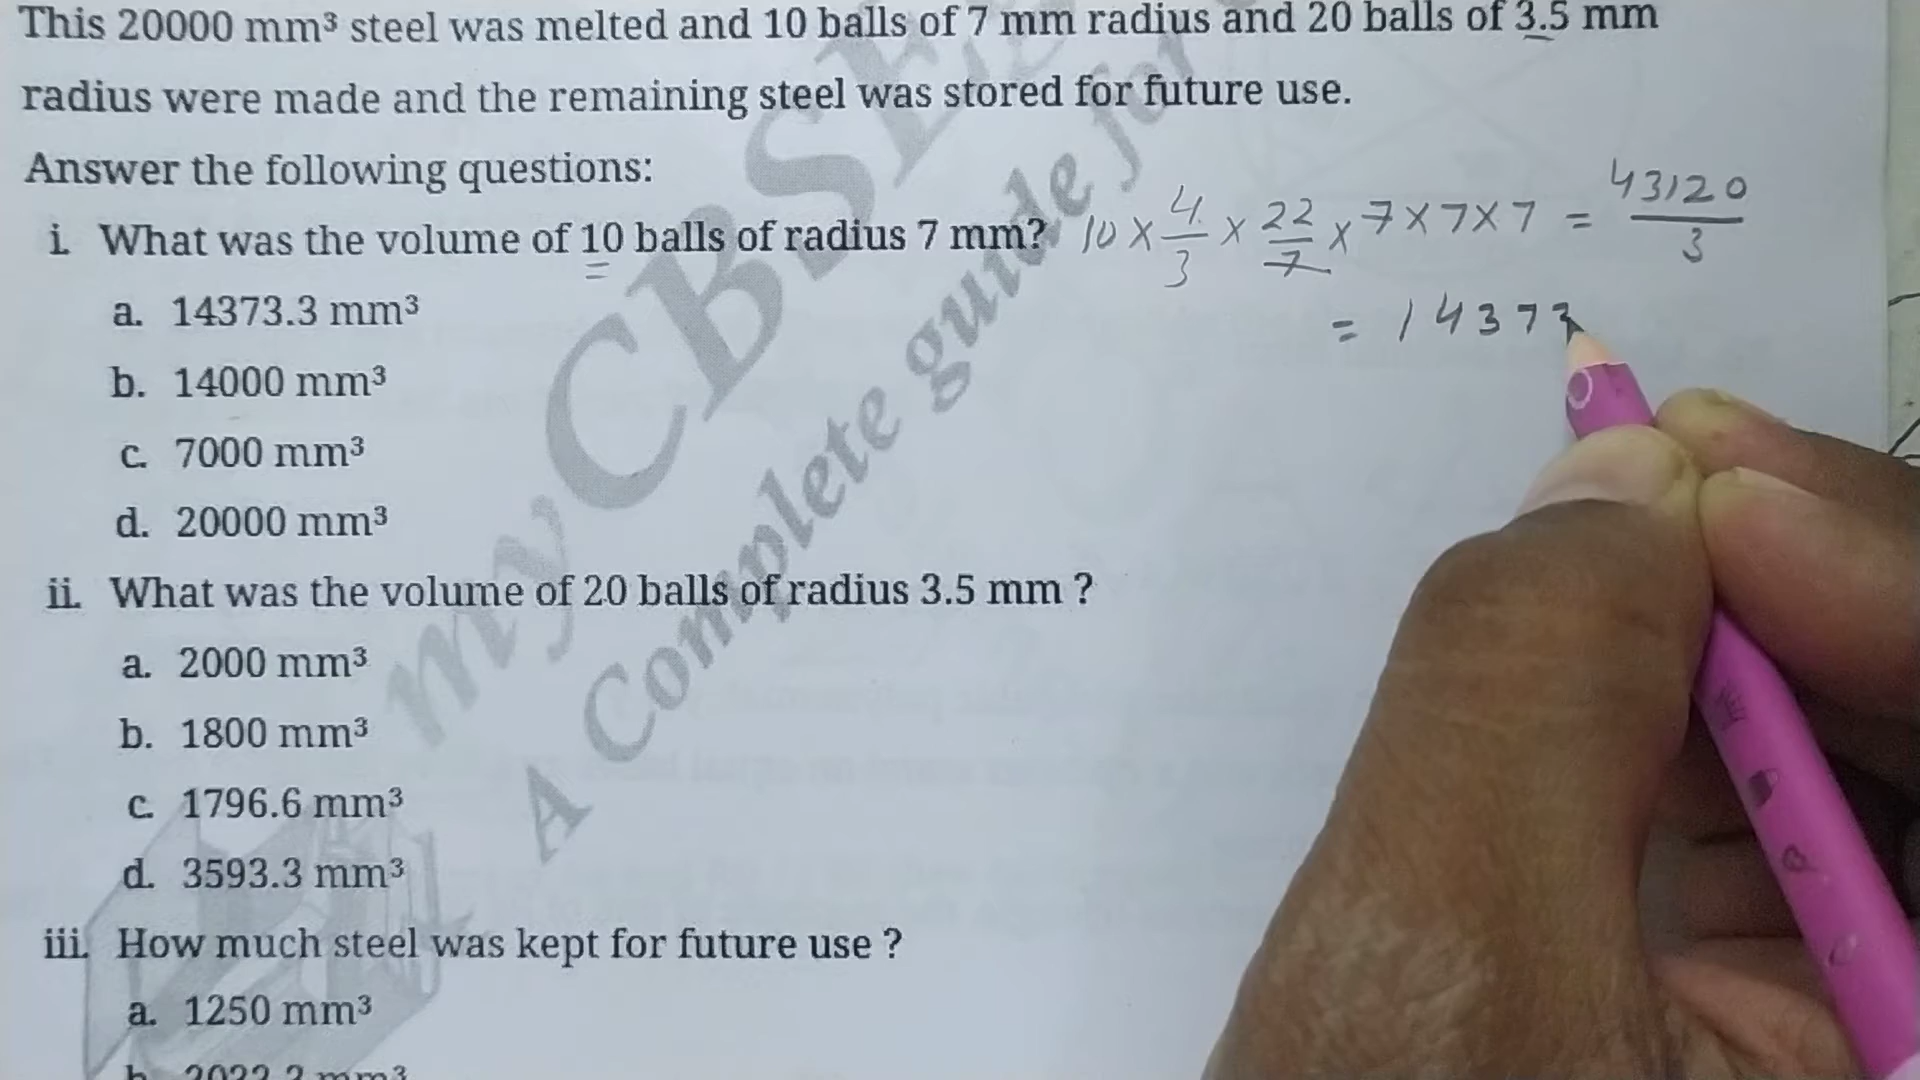 This 20000 mm³ steel was melted and 10 balls of 7 mm radius and 20 balls of 3.5 mm
radius were made and the remaining steel was stored for future use.
Answer the following questions:
i. What was the volume of 10 balls of radius 7 mm? 10 × 4/3 × 22/7 × 7 × 7 × 7 = 43120/3
= 14373
a. 14373.3 mm³
b. 14000 mm³
c. 7000 mm³
d. 20000 mm³
ii. What was the volume of 20 balls of radius 3.5 mm ?
a. 2000 mm³
b. 1800 mm³
c. 1796.6 mm³
d. 3593.3 mm³
iii. How much steel was kept for future use ?
a. 1250 mm³
myCBSE
A Complete guide for